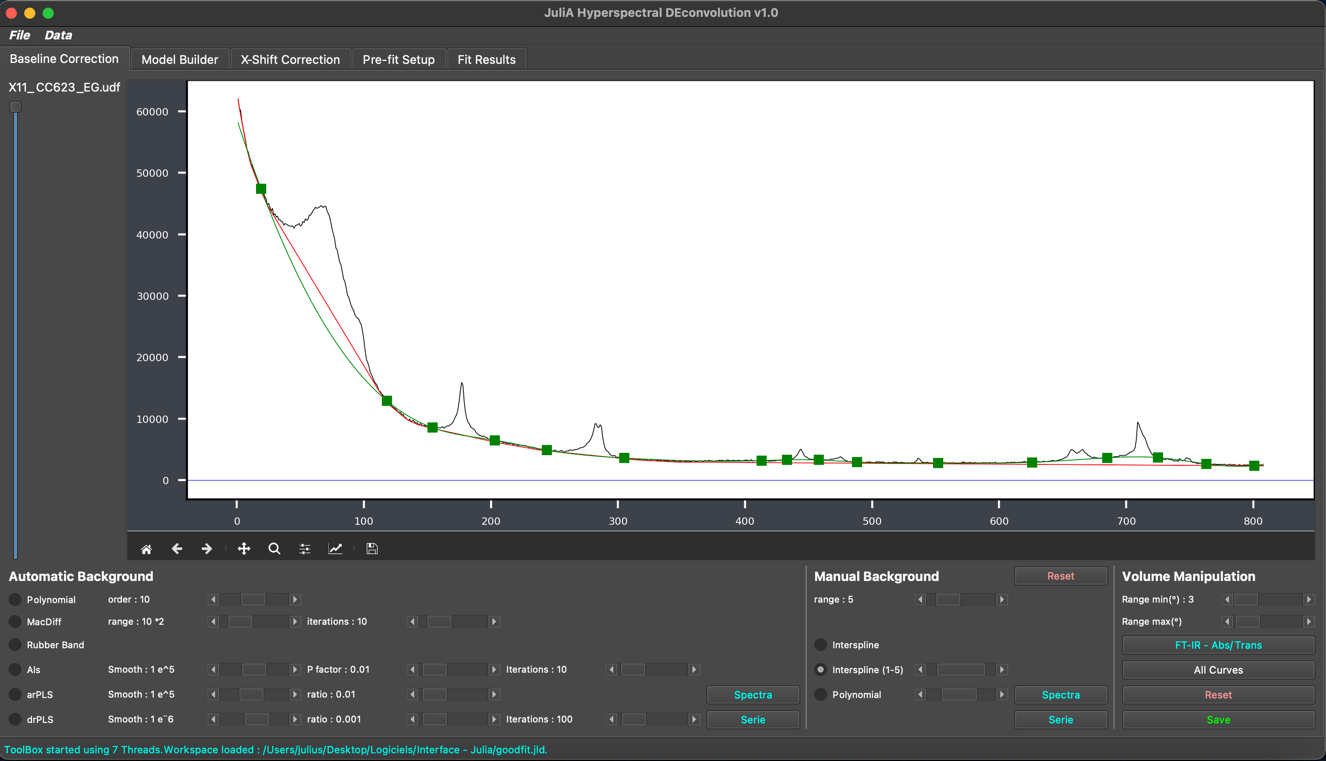 JuliA Hyperspectral DEconvolution v1.0
File Data
Baseline Correction Model Builder X-Shift Correction Pre-fit Setup Fit Results
X11_CC623_EG.udf
60000
50000
40000
30000
20000
10000
0
0 100 200 300 400 500 600 700 800
Automatic Background
Polynomial order : 10
MacDiff range : 10 *2 iterations : 10
Rubber Band
Als Smooth : 1 e^5 P factor : 0.01 Iterations : 10
arPLS Smooth : 1 e^5 ratio : 0.01 Spectra
drPLS Smooth : 1 e¨6 ratio : 0.001 Iterations : 100 Serie
Manual Background Reset
range : 5
Interspline
Interspline (1-5)
Polynomial Spectra
Serie
Volume Manipulation
Range min(°) : 3
Range max(°)
FT-IR - Abs/Trans
All Curves
Reset
Save
ToolBox started using 7 Threads.Workspace loaded : /Users/julius/Desktop/Logiciels/Interface - Julia/goodfit.jld.